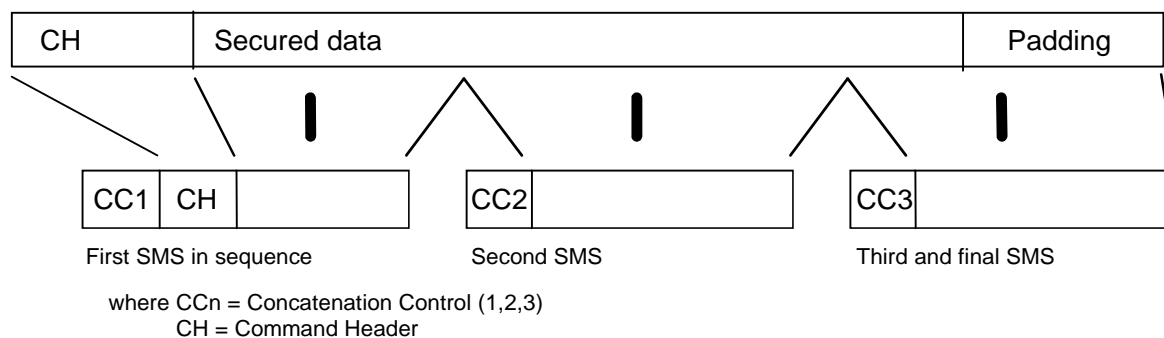 CH Secured data Padding
CC1 CH CC2 CC3
First SMS in sequence Second SMS Third and final SMS
where CCn = Concatenation Control (1,2,3)
CH = Command Header